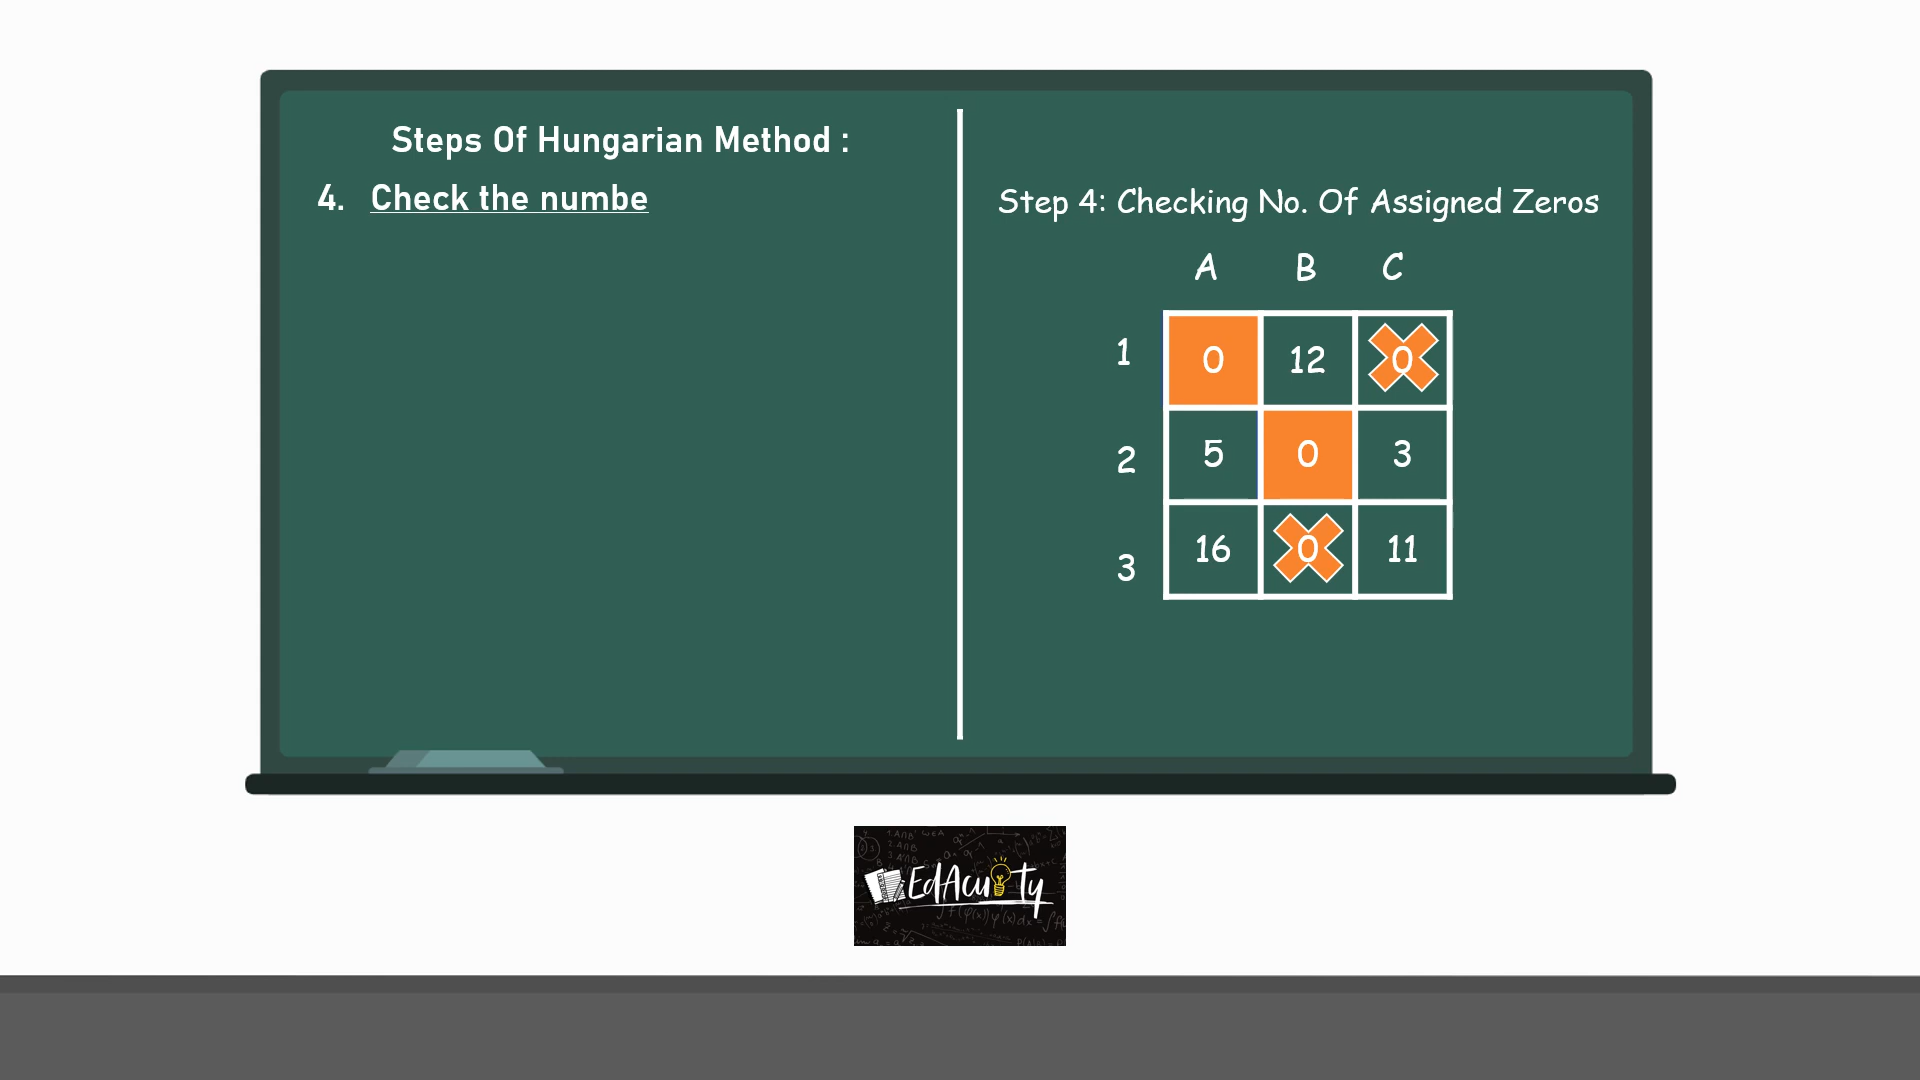 Steps Of Hungarian Method :
4. Check the numbe
Step 4: Checking No. Of Assigned Zeros
A B C
1 0 12 0
2 5 0 3
3 16 0 11
EdAcuity